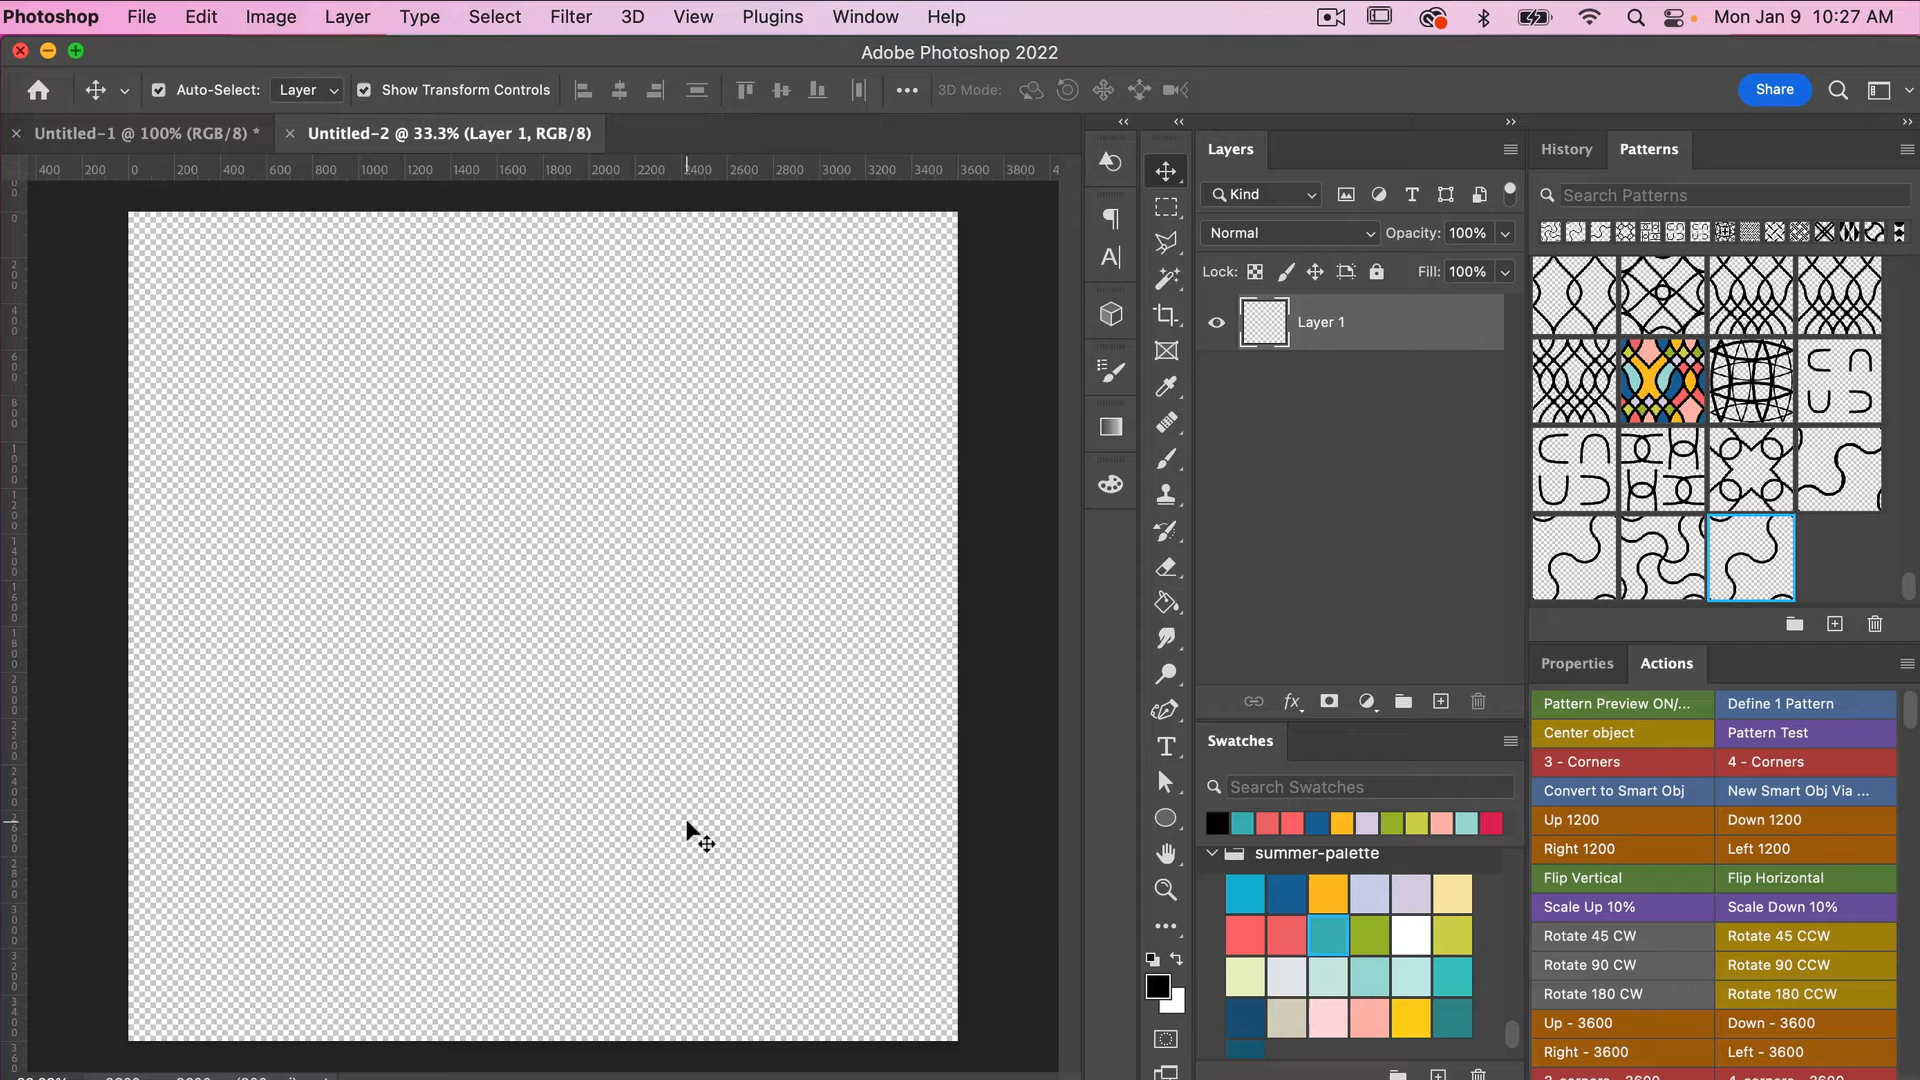 Photoshop File Edit Image Layer Type Select Filter 3D View Plugins Window Help Mon Jan 9 10:27 AM
Adobe Photoshop 2022
Auto-Select: Layer Show Transform Controls 3D Mode: Share
Untitled-1 @ 100% (RGB/8) * Untitled-2 @ 33.3% (Layer 1, RGB/8)
400 200 0 200 400 600 800 1000 1200 1400 1600 1800 2000 2200 2400 2600 2800 3000 3200 3400 3600 3800
Layers
Kind
Normal Opacity: 100%
Lock: Fill: 100%
Layer 1
Swatches
Search Swatches
summer-palette
History Patterns
Search Patterns
Properties Actions
Pattern Preview ON/... Define 1 Pattern
Center object Pattern Test
3 - Corners 4 - Corners
Convert to Smart Obj New Smart Obj Via ...
Up 1200 Down 1200
Right 1200 Left 1200
Flip Vertical Flip Horizontal
Scale Up 10% Scale Down 10%
Rotate 45 CW Rotate 45 CCW
Rotate 90 CW Rotate 90 CCW
Rotate 180 CW Rotate 180 CCW
Up - 3600 Down - 3600
Right - 3600 Left - 3600